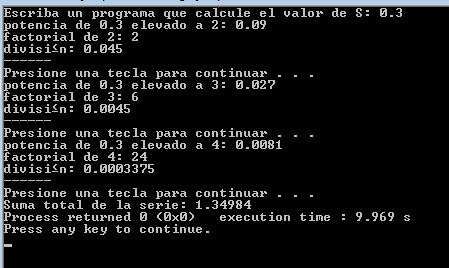 Escriba un programa que calcule el valor de S: 0.3
potencia de 0.3 elevado a 2: 0.09
factorial de 2: 2
divisi≤n: 0.045
------
Presione una tecla para continuar . . .
potencia de 0.3 elevado a 3: 0.027
factorial de 3: 6
divisi≤n: 0.0045
------
Presione una tecla para continuar . . .
potencia de 0.3 elevado a 4: 0.0081
factorial de 4: 24
divisi≤n: 0.0003375
------
Presione una tecla para continuar . . .
Suma total de la serie: 1.34984
Process returned 0 (0x0)   execution time : 9.969 s
Press any key to continue.